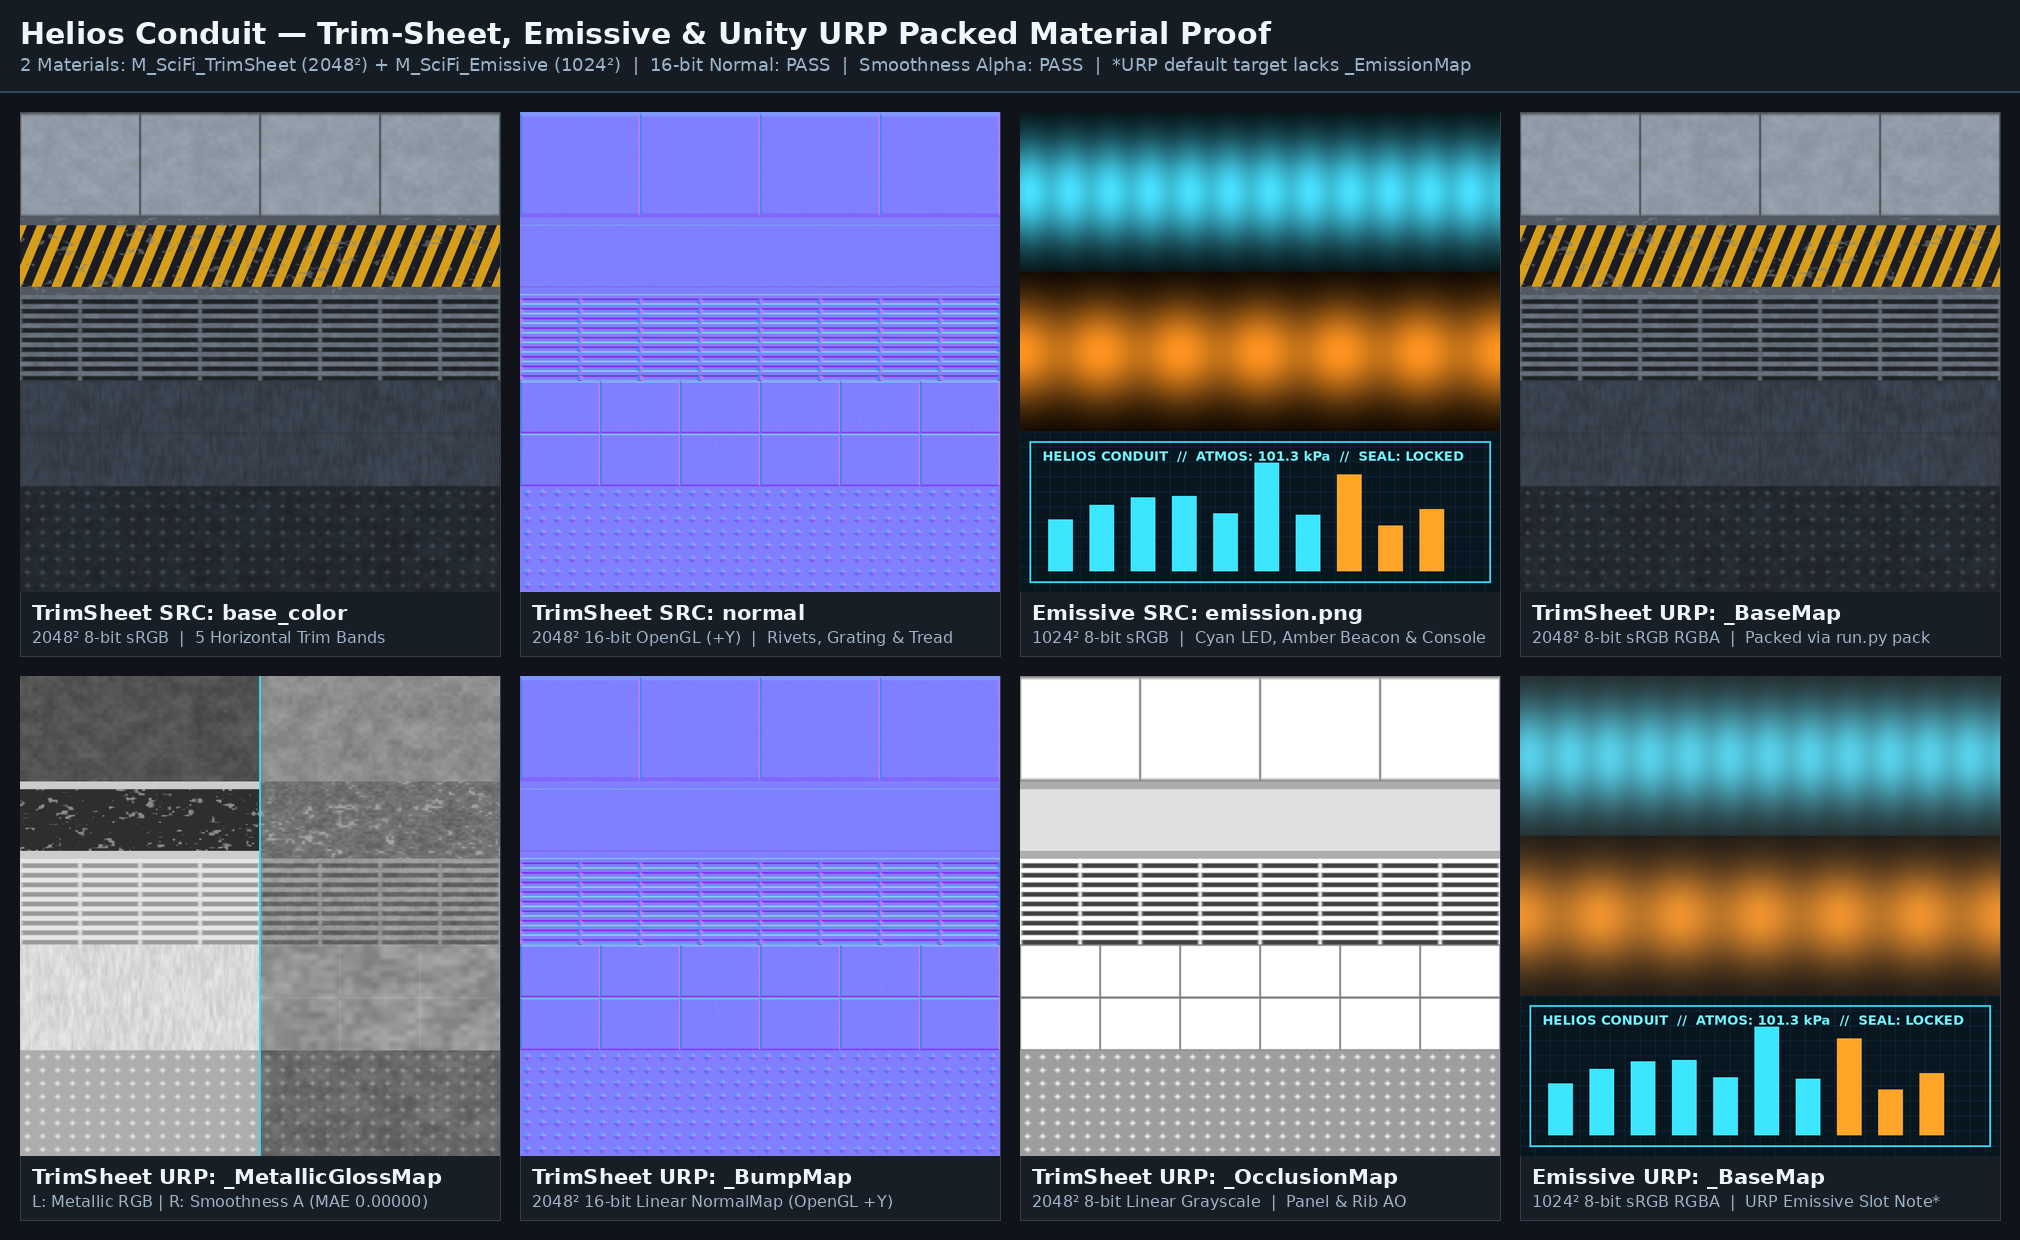 Helios Conduit — Trim-Sheet, Emissive & Unity URP Packed Material Proof
2 Materials: M_SciFi_TrimSheet (2048²) + M_SciFi_Emissive (1024²) | 16-bit Normal: PASS | Smoothness Alpha: PASS | *URP default target lacks _EmissionMap
HELIOS CONDUIT // ATMOS: 101.3 kPa // SEAL: LOCKED
TrimSheet SRC: base_color
2048² 8-bit sRGB | 5 Horizontal Trim Bands
TrimSheet SRC: normal
2048² 16-bit OpenGL (+Y) | Rivets, Grating & Tread
Emissive SRC: emission.png
1024² 8-bit sRGB | Cyan LED, Amber Beacon & Console
TrimSheet URP: _BaseMap
2048² 8-bit sRGB RGBA | Packed via run.py pack
HELIOS CONDUIT // ATMOS: 101.3 kPa // SEAL: LOCKED
TrimSheet URP: _MetallicGlossMap
L: Metallic RGB | R: Smoothness A (MAE 0.00000)
TrimSheet URP: _BumpMap
2048² 16-bit Linear NormalMap (OpenGL +Y)
TrimSheet URP: _OcclusionMap
2048² 8-bit Linear Grayscale | Panel & Rib AO
Emissive URP: _BaseMap
1024² 8-bit sRGB RGBA | URP Emissive Slot Note*